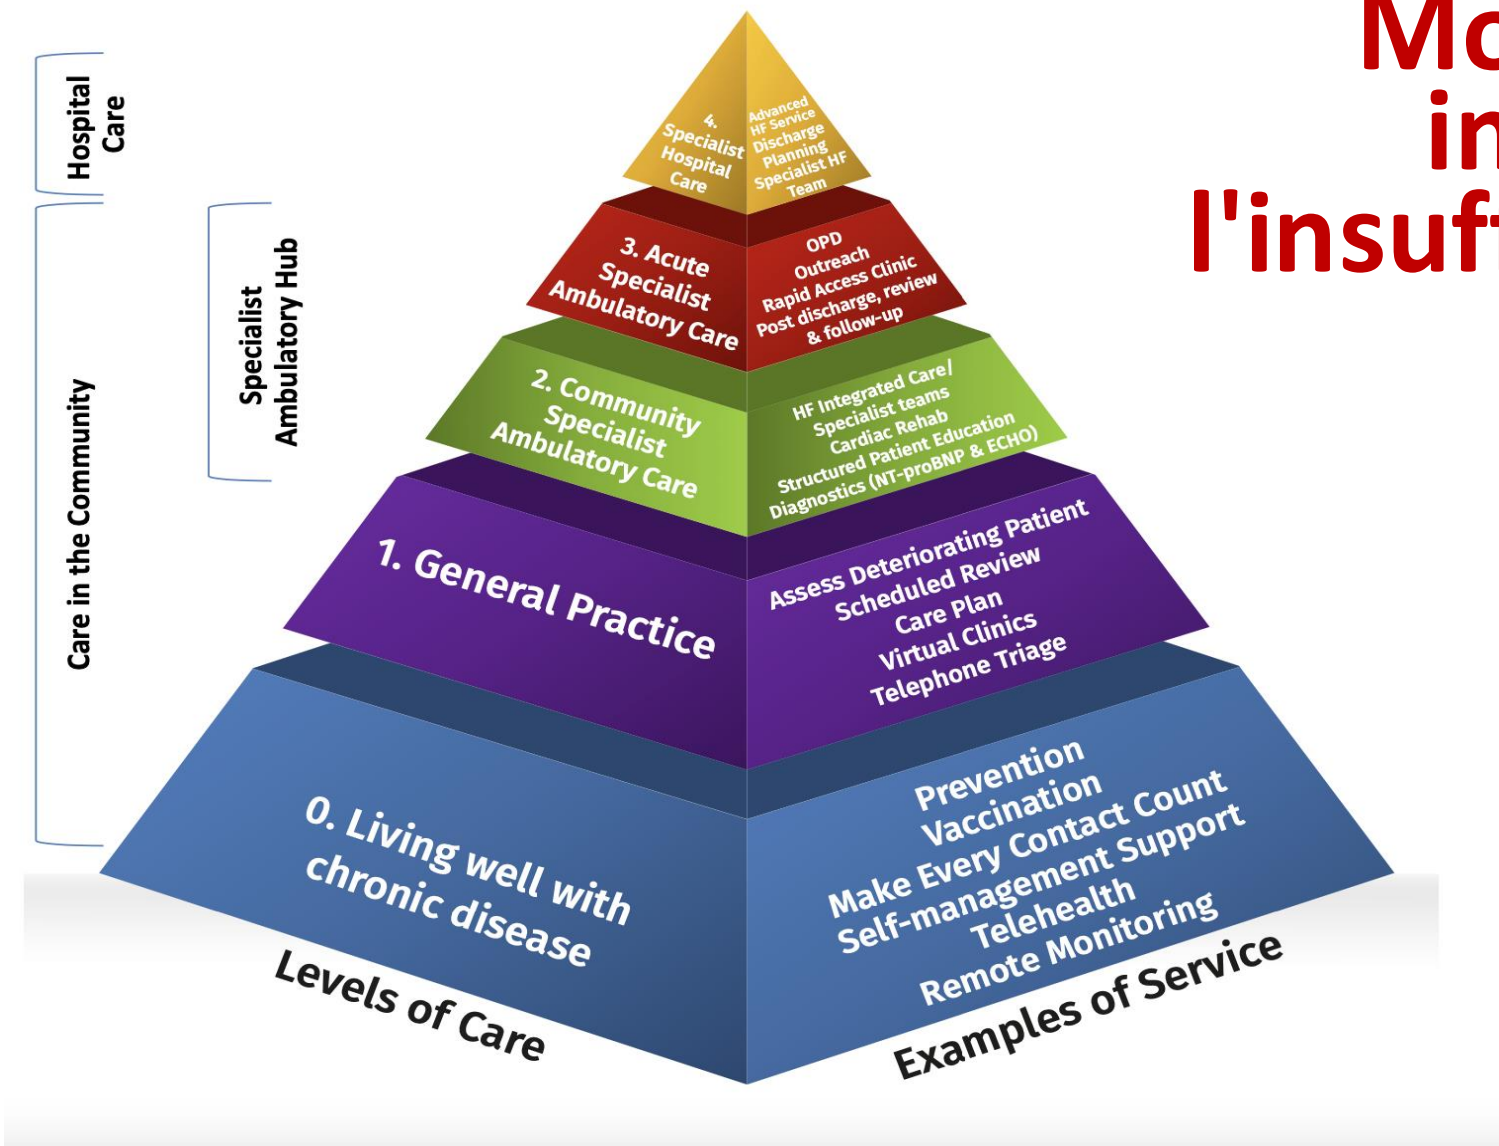 Mo
in
l'insuf
Hospital
Care
Specialist
Ambulatory Hub
Care in the Community
4.
Specialist
Hospital
Care
Advanced
HF Service
Discharge
Planning
Specialist HF
Team
3. Acute
Specialist
Ambulatory Care
OPD
Outreach
Rapid Access Clinic
Post discharge, review
& follow-up
2. Community
Specialist
Ambulatory Care
HF Integrated Care/
Specialist teams
Cardiac Rehab
Structured Patient Education
Diagnostics (NT-proBNP & ECHO)
1. General Practice
Assess Deteriorating Patient
Scheduled Review
Care Plan
Virtual Clinics
Telephone Triage
0. Living well with
chronic disease
Prevention
Vaccination
Make Every Contact Count
Self-management Support
Telehealth
Remote Monitoring
Levels of Care
Examples of Service